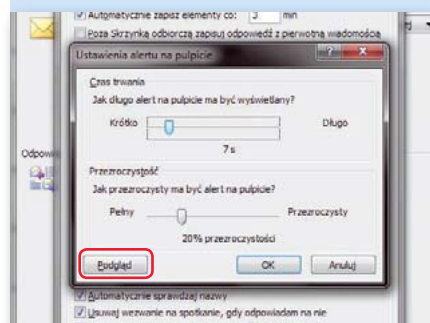 Automatycznie zapisz elementy co: 3 min
Poza Skrzynką odbiorczą zapisuj odpowiedź z pierwotną wiadomością
Ustawienia alertu na pulpicie
Czas trwania
Jak długo alert na pulpicie ma być wyświetlany?
Krótko Długo
7 s
Odpowi
Przezroczystość
Jak przezroczysty ma być alert na pulpicie?
Pełny Przezroczysty
20% przezroczystości
Podgląd OK Anuluj
Automatycznie sprawdzaj nazwy
Usuwaj wezwanie na spotkanie, gdy odpowiadam na nie